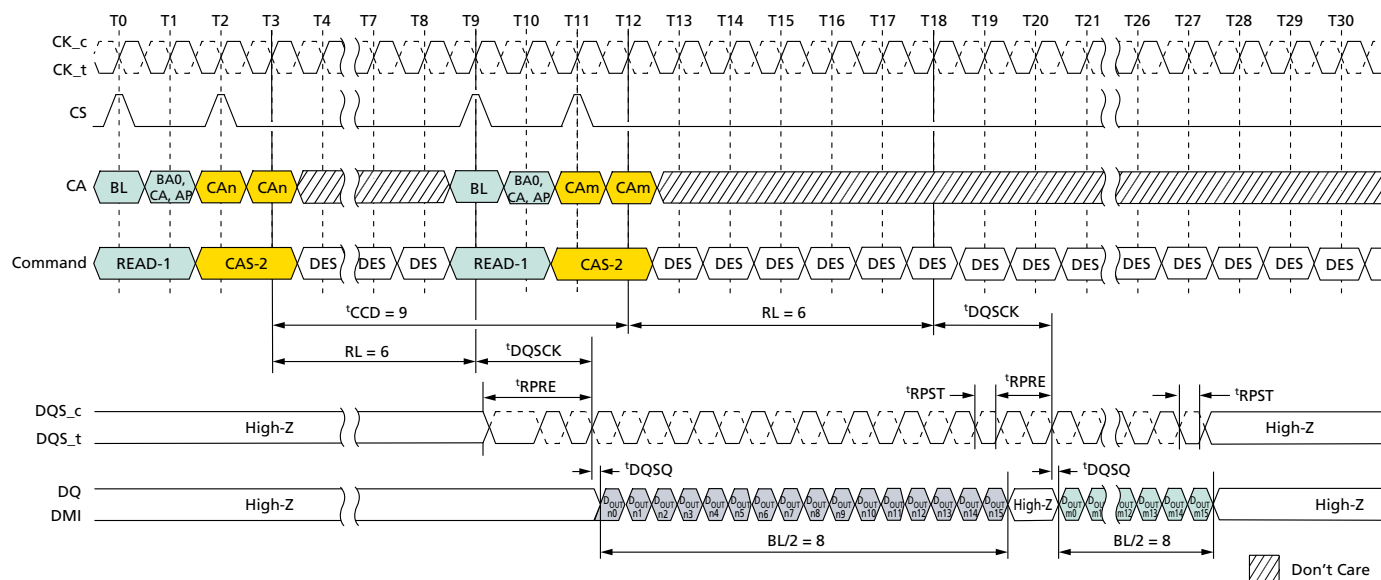 T0 T1 T2 T3 T4 T7 T8 T9 T10 T11 T12 T13 T14 T15 T16 T17 T18 T19 T20 T21 T26 T27 T28 T29 T30
CK_c
CK_t
CS
CA BL BA0, CA, AP CAn CAn BL BA0, CA, AP CAm CAm
Command READ-1 CAS-2 DES DES DES READ-1 CAS-2 DES DES DES DES DES DES DES DES DES DES DES DES DES DES
tCCD = 9 RL = 6 tDQSCK
RL = 6 tDQSCK
tRPRE tRPST tRPRE tRPST
DQS_c
DQS_t
High-Z High-Z
tDQSQ tDQSQ
DQ
DMI
High-Z DOUT n0 DOUT n1 DOUT n2 DOUT n3 DOUT n4 DOUT n5 DOUT n6 DOUT n7 DOUT n8 DOUT n9 DOUT n10 DOUT n11 DOUT n12 DOUT n13 DOUT n14 DOUT n15 High-Z DOUT m0 DOUT m1 DOUT m12 DOUT m13 DOUT m14 DOUT m15 High-Z
BL/2 = 8 BL/2 = 8
Don't Care